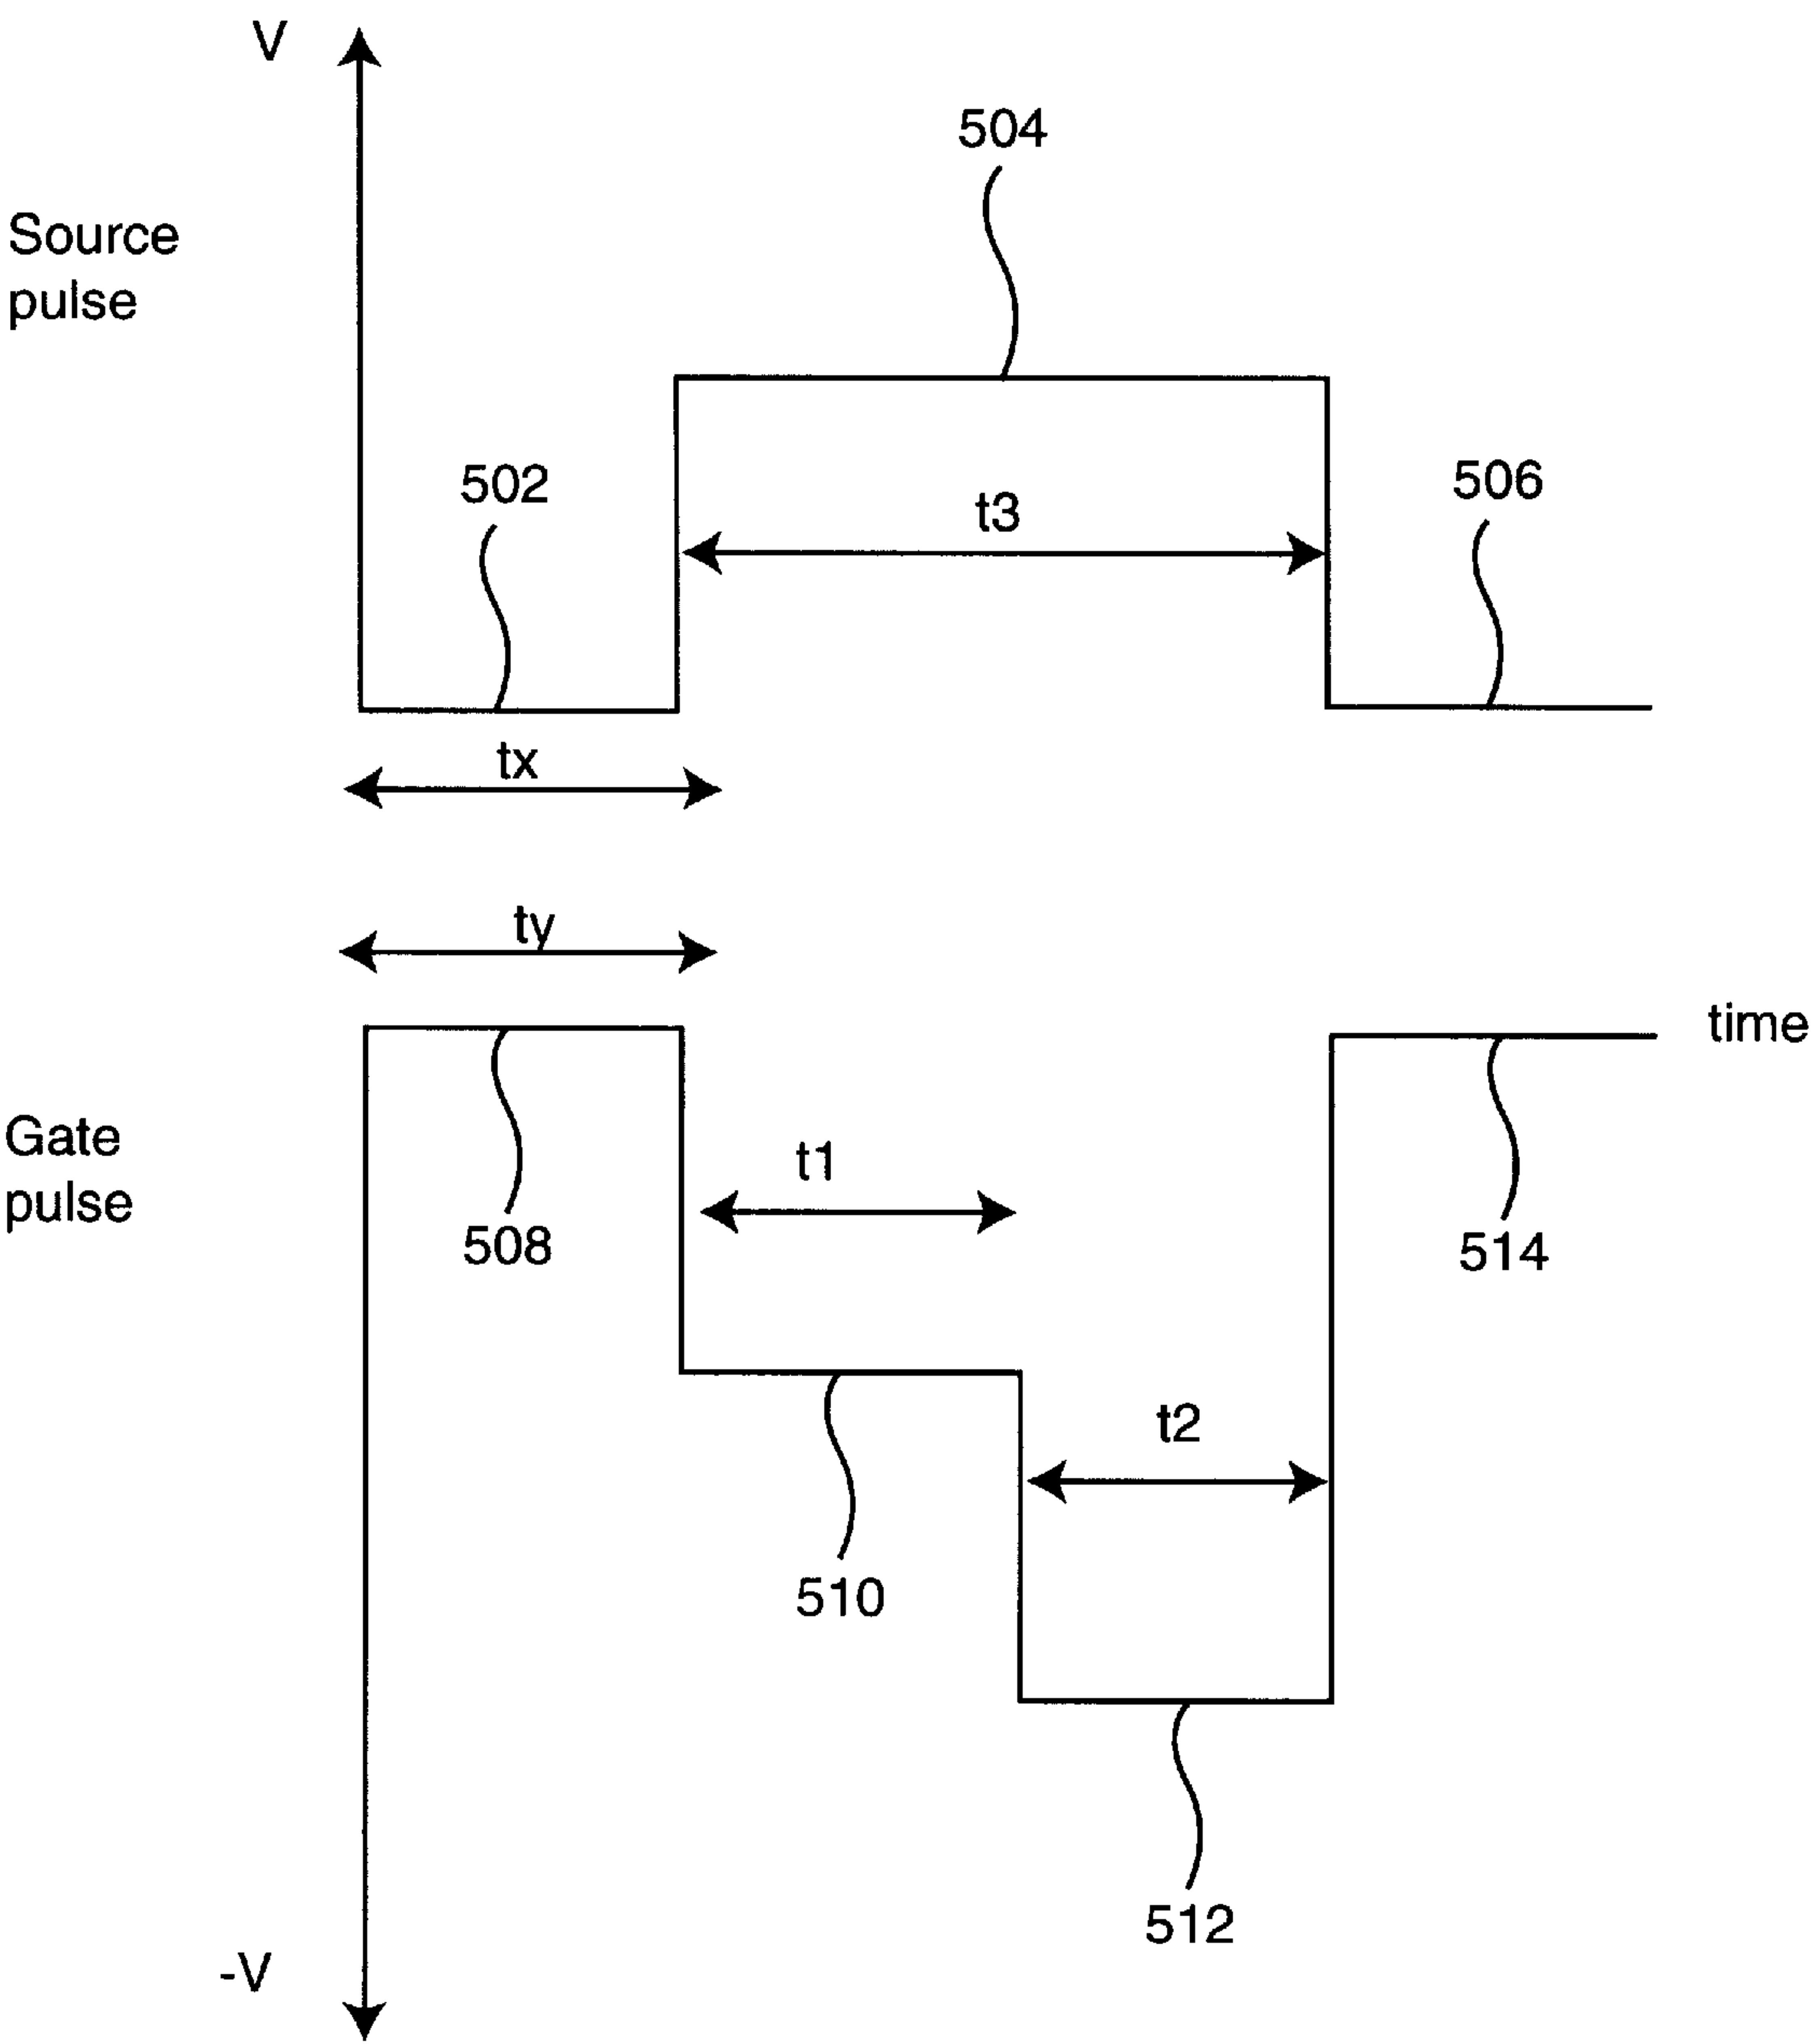 V
504
Source
pulse
502
506
t3
tx
ty
time
Gate
pulse
t1
508
514
t2
510
512
-V